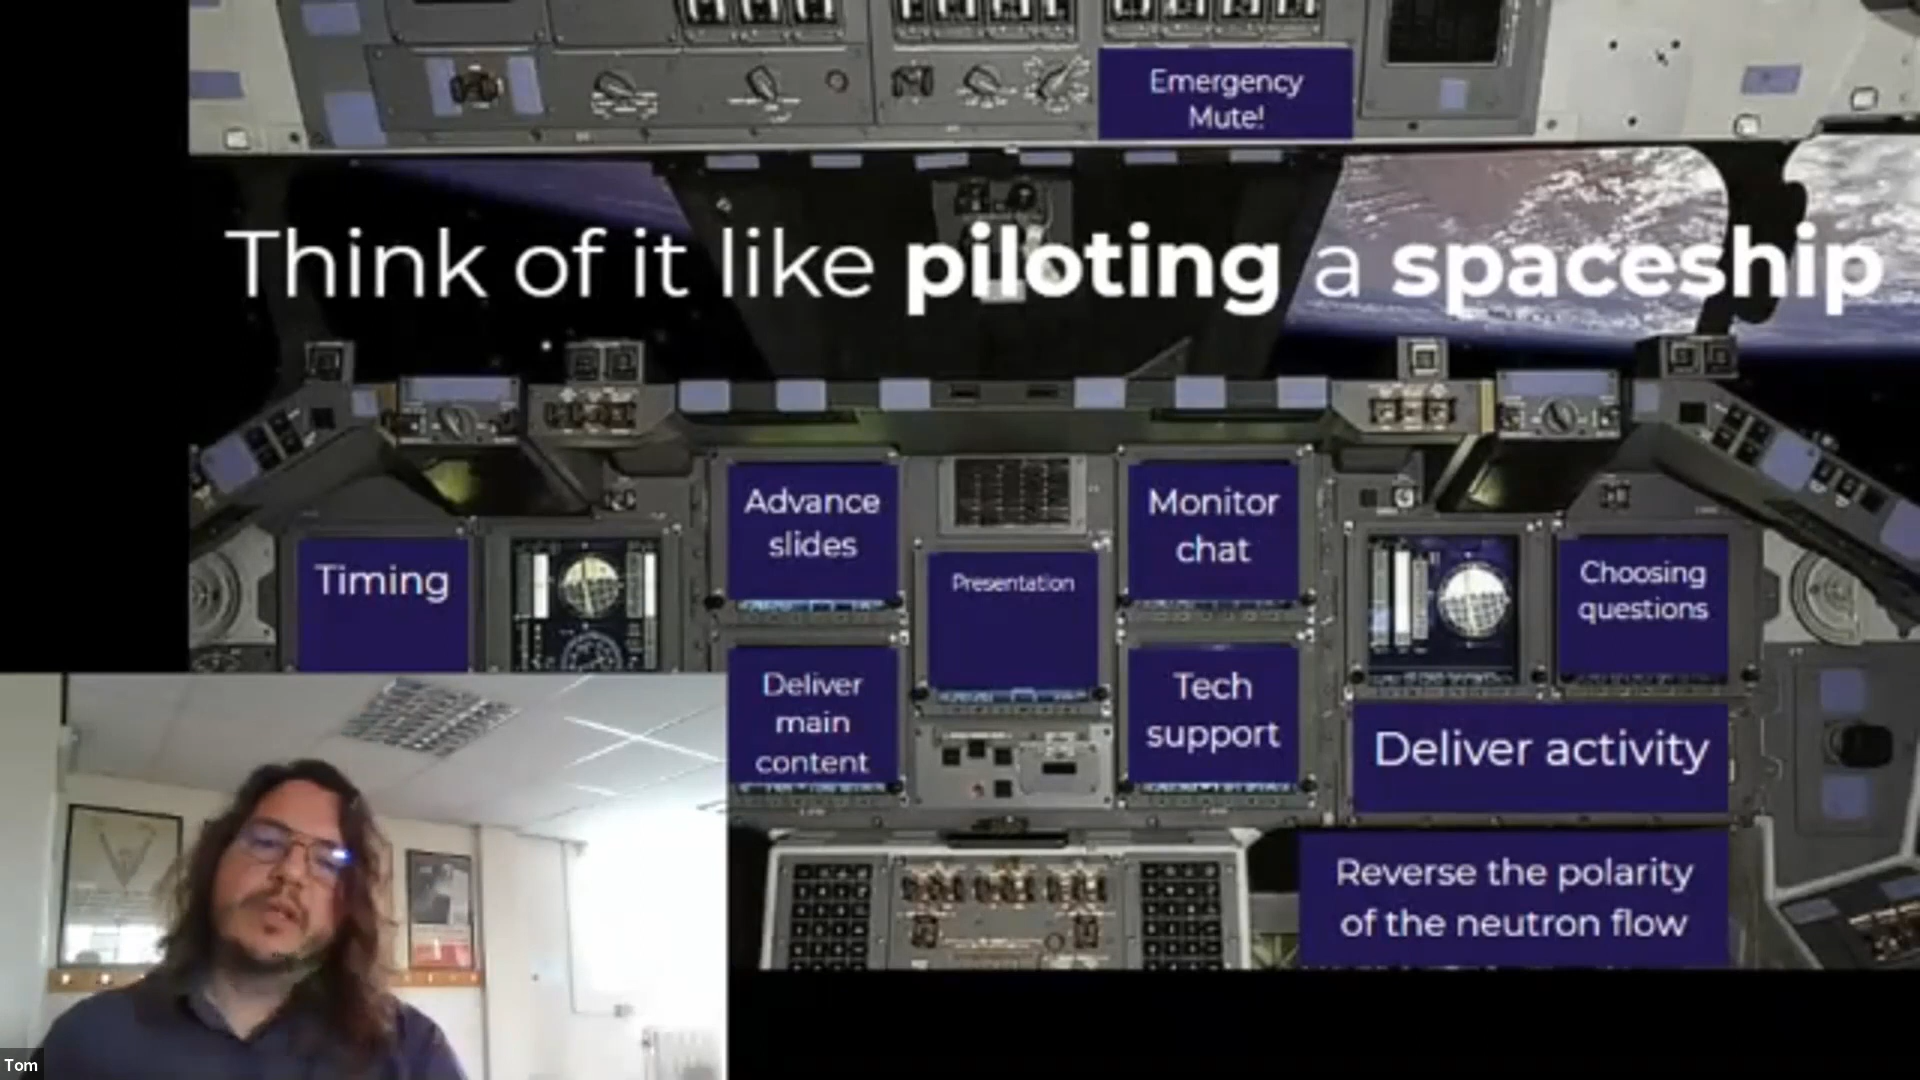 Emergency
Mute!
Think of it like piloting a spaceship
Advance
slides
Monitor
chat
Timing
Presentation
Choosing
questions
Deliver
main
content
Tech
support
Deliver activity
Reverse the polarity
of the neutron flow
Tom